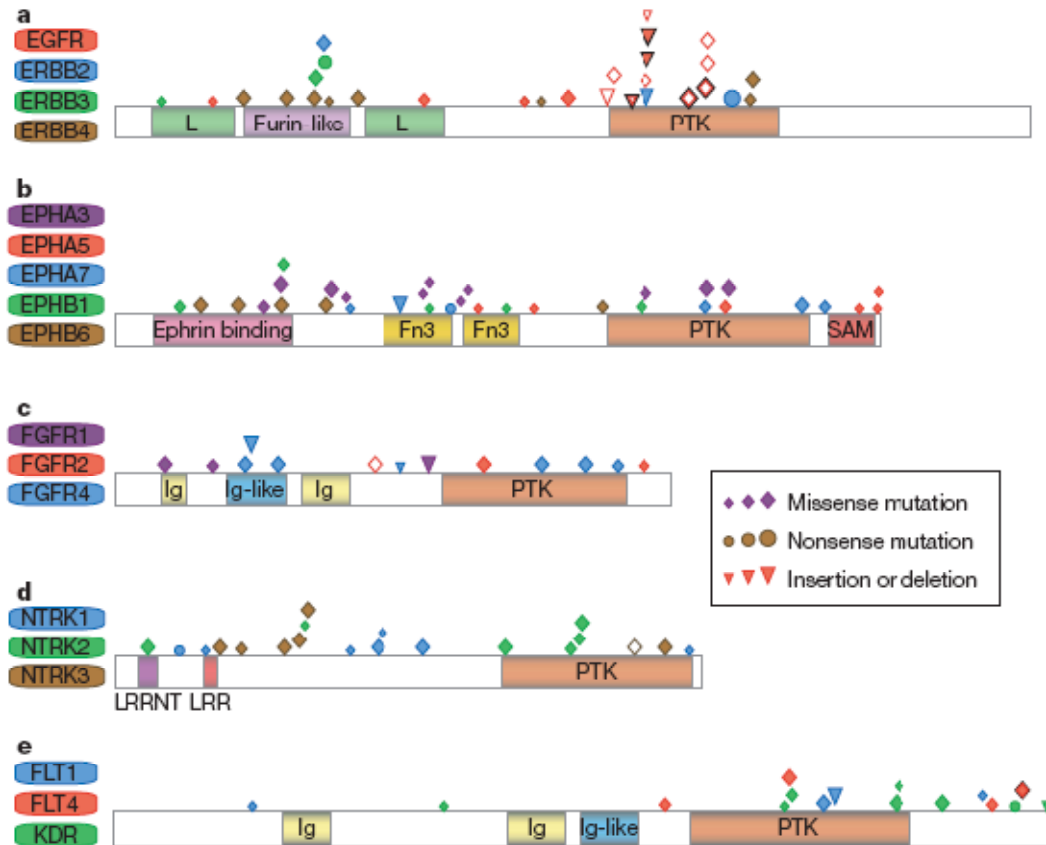 a
EGFR
ERBB2
ERBB3
ERBB4
L Furin-like L PTK
b
EPHA3
EPHA5
EPHA7
EPHB1
EPHB6
Ephrin binding Fn3 Fn3 PTK SAM
c
FGFR1
FGFR2
FGFR4
Ig Ig-like Ig PTK
Missense mutation
Nonsense mutation
Insertion or deletion
d
NTRK1
NTRK2
NTRK3
PTK
LRRNT LRR
e
FLT1
FLT4
KDR
Ig Ig Ig-like PTK